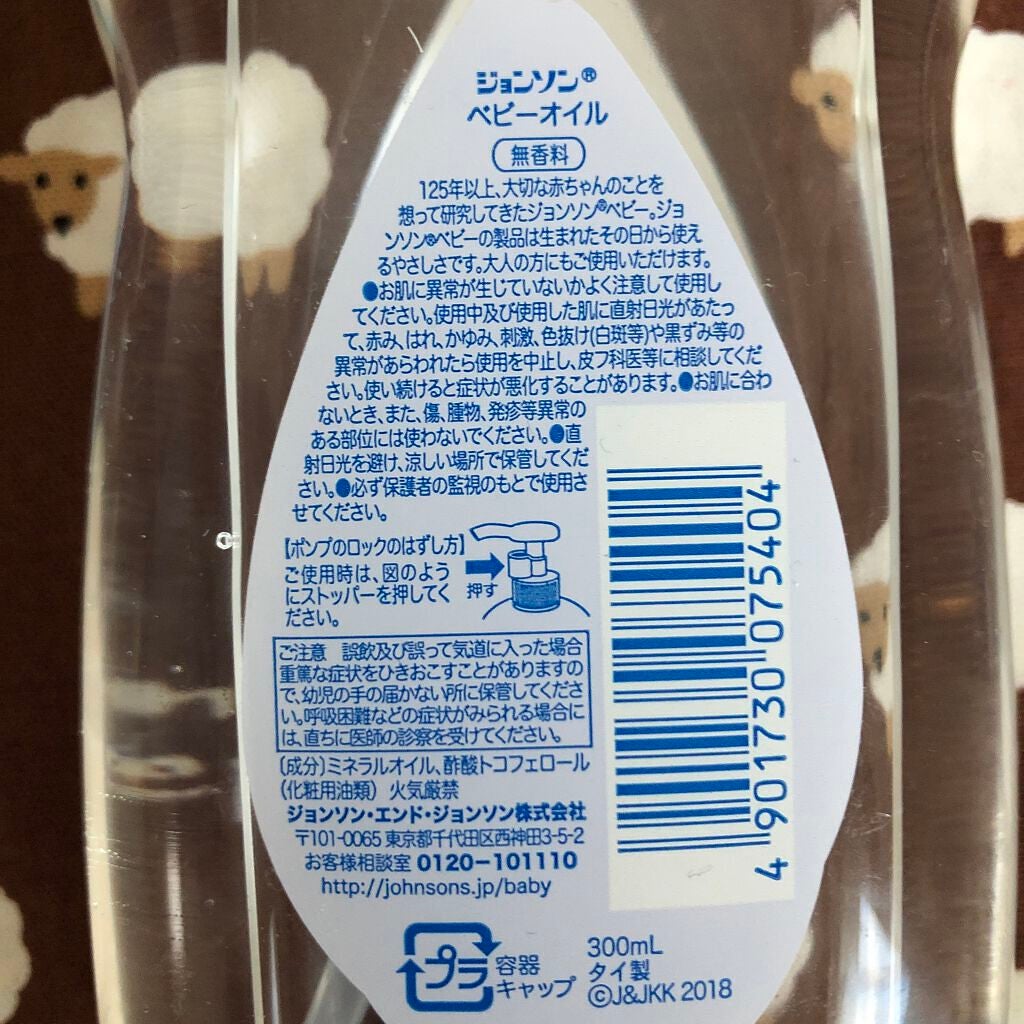 ジョンソン®
ベビーオイル
無香料
125年以上、大切な赤ちゃんのことを
想って研究してきたジョンソン®ベビー。ジョ
ンソン®ベビーの製品は生まれたその日から使え
るやさしさです。大人の方にもご使用いただけます。
●お肌に異常が生じていないかよく注意して使用し
てください。使用中及び使用した肌に直射日光があたっ
て、赤み、はれ、かゆみ、刺激、色抜け(白斑等)や黒ずみ等の
異常があらわれたら使用を中止し、皮フ科医等に相談してくだ
さい。使い続けると症状が悪化することがあります。●お肌に合わ
ないとき、また、傷、腫物、発疹等異常の
ある部位には使わないでください。●直
射日光を避け、涼しい場所で保管してくだ
さい。●必ず保護者の監視のもとで使用さ
せてください。
【ポンプのロックのはずし方】
ご使用時は、図のよう
にストッパーを押してく
ださい。
押す
ご注意 誤飲及び誤って気道に入った場合
重篤な症状をひきおこすことがありますの
で、幼児の手の届かない所に保管してくださ
い。呼吸困難などの症状がみられる場合に
は、直ちに医師の診察を受けてください。
〔成分〕ミネラルオイル、酢酸トコフェロール
(化粧用油類) 火気厳禁
ジョンソン・エンド・ジョンソン株式会社
〒101-0065 東京都千代田区西神田3-5-2
お客様相談室 0120-101110
http://johnsons.jp/baby
プラ
容器
キャップ
300mL
タイ製
©J&JKK 2018
4 901730 075404